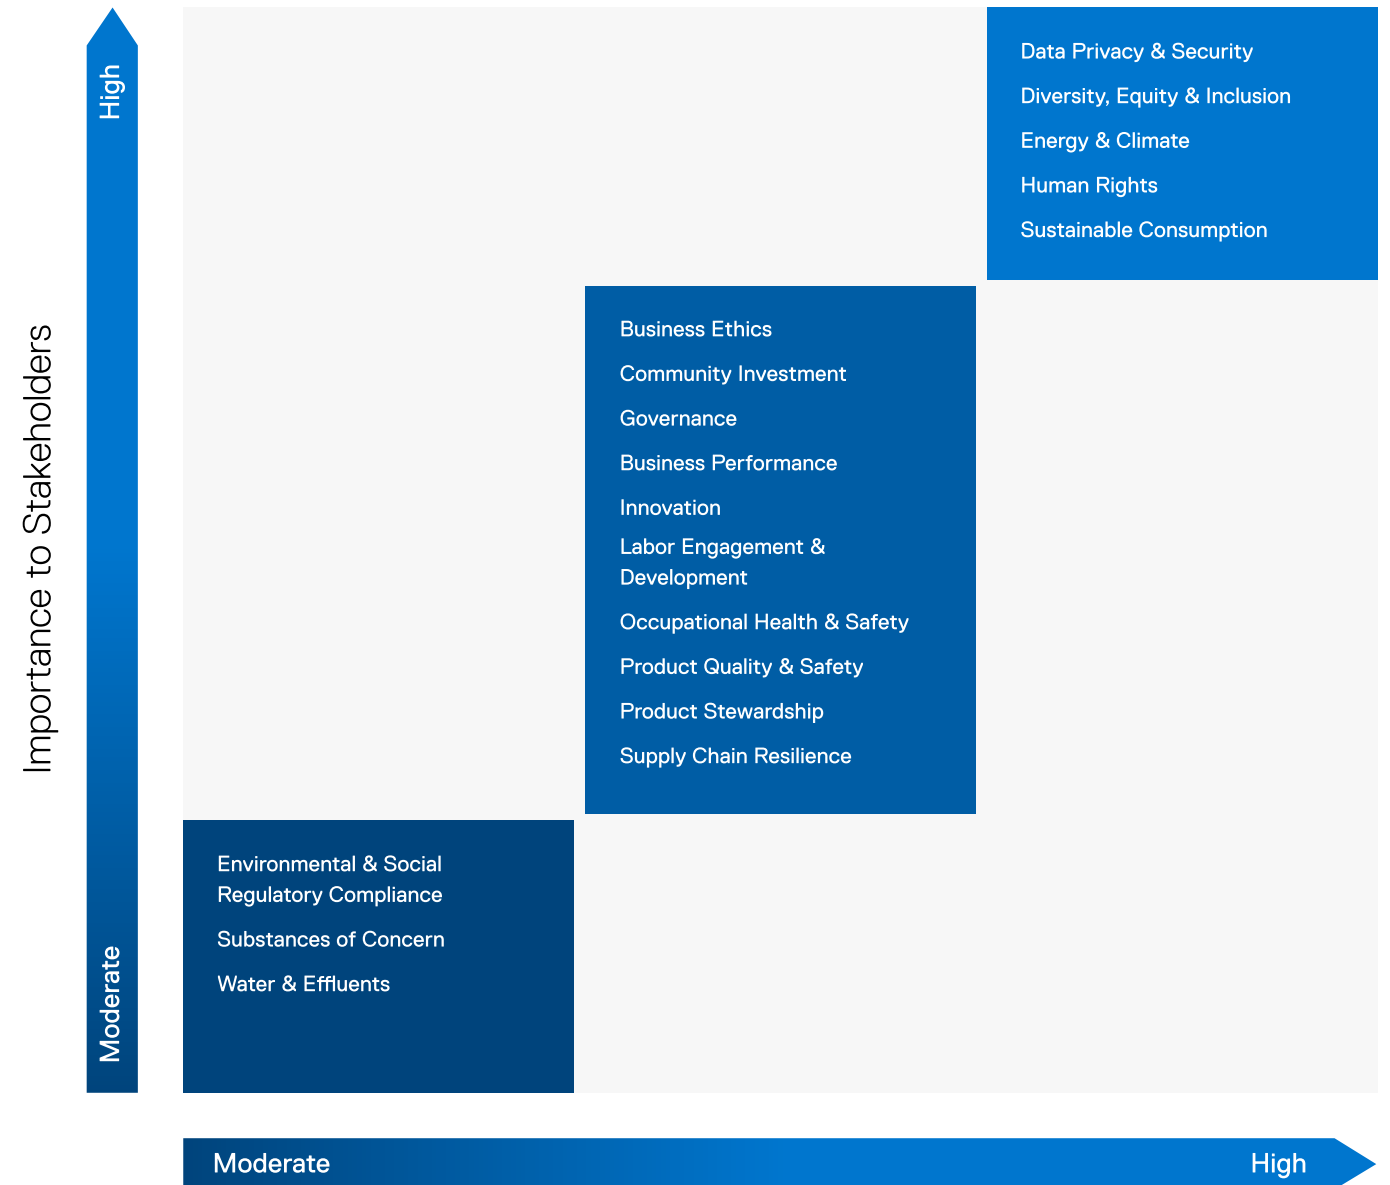 High
Importance to Stakeholders
Moderate
Data Privacy & Security
Diversity, Equity & Inclusion
Energy & Climate
Human Rights
Sustainable Consumption
Business Ethics
Community Investment
Governance
Business Performance
Innovation
Labor Engagement &
Development
Occupational Health & Safety
Product Quality & Safety
Product Stewardship
Supply Chain Resilience
Environmental & Social
Regulatory Compliance
Substances of Concern
Water & Effluents
Moderate
High